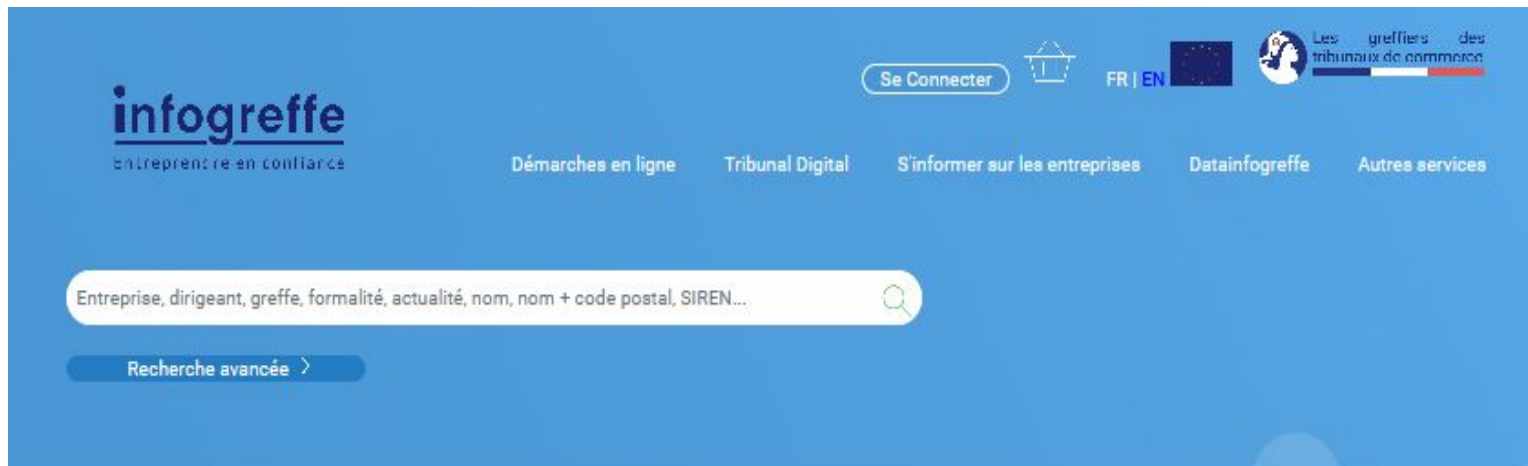 Les greffiers des
tribunaux de commerce
Se Connecter
FR | EN
infogreffe
Entreprendre en confiance
Démarches en ligne
Tribunal Digital
S'informer sur les entreprises
Datainfogreffe
Autres services
Entreprise, dirigeant, greffe, formalité, actualité, nom, nom + code postal, SIREN...
Recherche avancée >